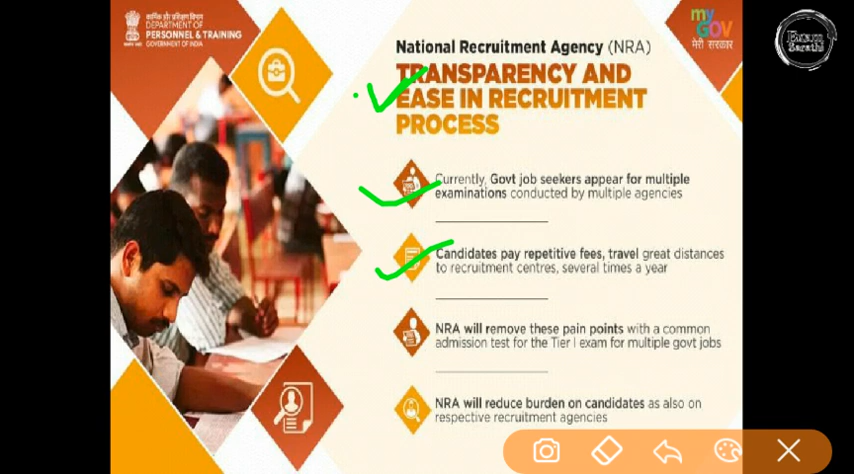 कार्मिक और प्रशिक्षण विभाग
DEPARTMENT OF
PERSONNEL & TRAINING
GOVERNMENT OF INDIA
my
GOV
मेरी सरकार
Exam
Sarathi
National Recruitment Agency (NRA)
TRANSPARENCY AND
EASE IN RECRUITMENT
PROCESS
Currently, Govt job seekers appear for multiple
examinations conducted by multiple agencies
Candidates pay repetitive fees, travel great distances
to recruitment centres, several times a year
NRA will remove these pain points with a common
admission test for the Tier I exam for multiple govt jobs
NRA will reduce burden on candidates as also on
respective recruitment agencies